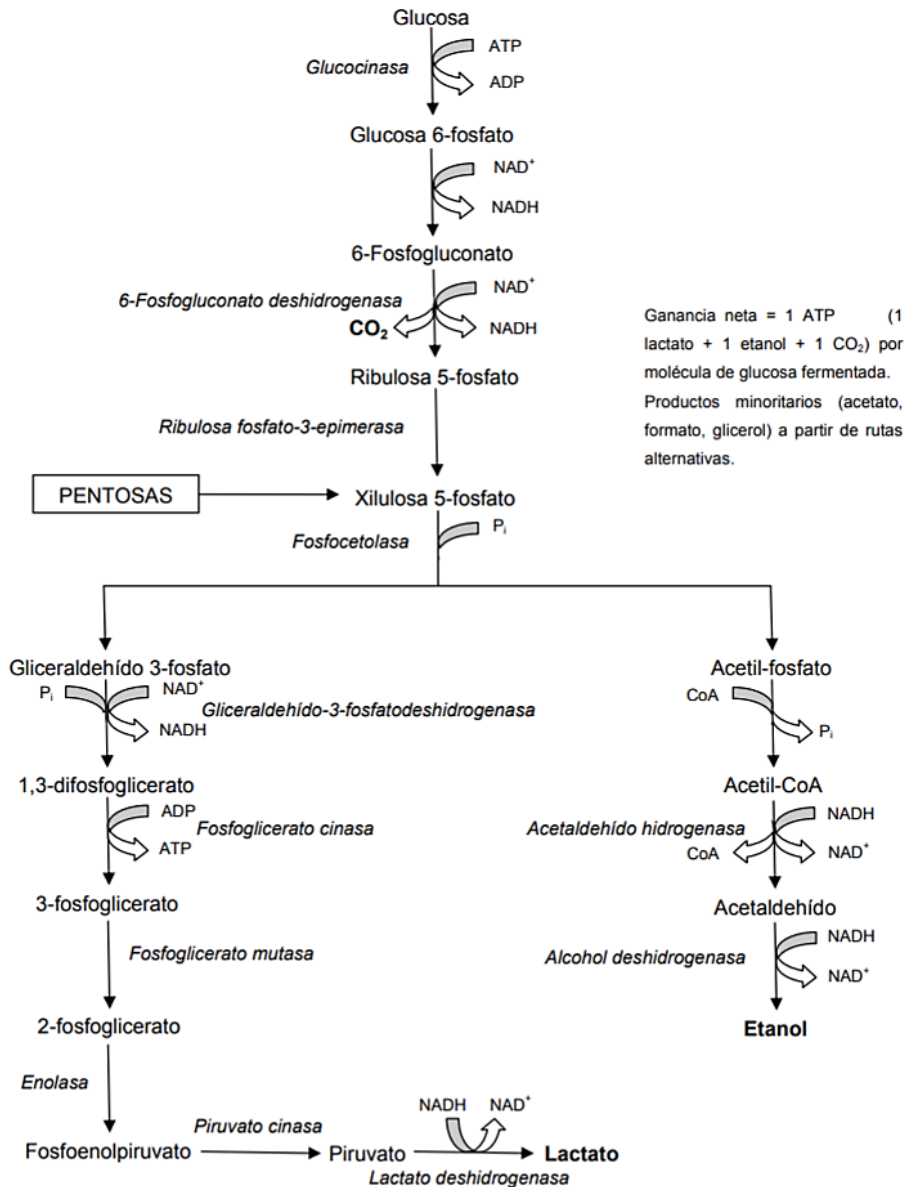 Glucosa
ATP
Glucocinasa
ADP
Glucosa 6-fosfato
NAD⁺
NADH
6-Fosfogluconato
NAD⁺
6-Fosfogluconato deshidrogenasa
CO₂
NADH
Ganancia neta = 1 ATP (1
lactato + 1 etanol + 1 CO₂) por
molécula de glucosa fermentada.
Productos minoritarios (acetato,
formato, glicerol) a partir de rutas
alternativas.
Ribulosa 5-fosfato
Ribulosa fosfato-3-epimerasa
PENTOSAS
Xilulosa 5-fosfato
Fosfocetolasa
Pᵢ
Gliceraldehído 3-fosfato
Pᵢ
NAD⁺
Gliceraldehído-3-fosfatodeshidrogenasa
NADH
1,3-difosfoglicerato
ADP
Fosfoglicerato cinasa
ATP
3-fosfoglicerato
Fosfoglicerato mutasa
2-fosfoglicerato
Enolasa
Fosfoenolpiruvato
Piruvato cinasa
Piruvato
NADH
NAD⁺
Lactato deshidrogenasa
Lactato
Acetil-fosfato
CoA
Pᵢ
Acetil-CoA
NADH
Acetaldehído hidrogenasa
CoA
NAD⁺
Acetaldehído
NADH
Alcohol deshidrogenasa
NAD⁺
Etanol